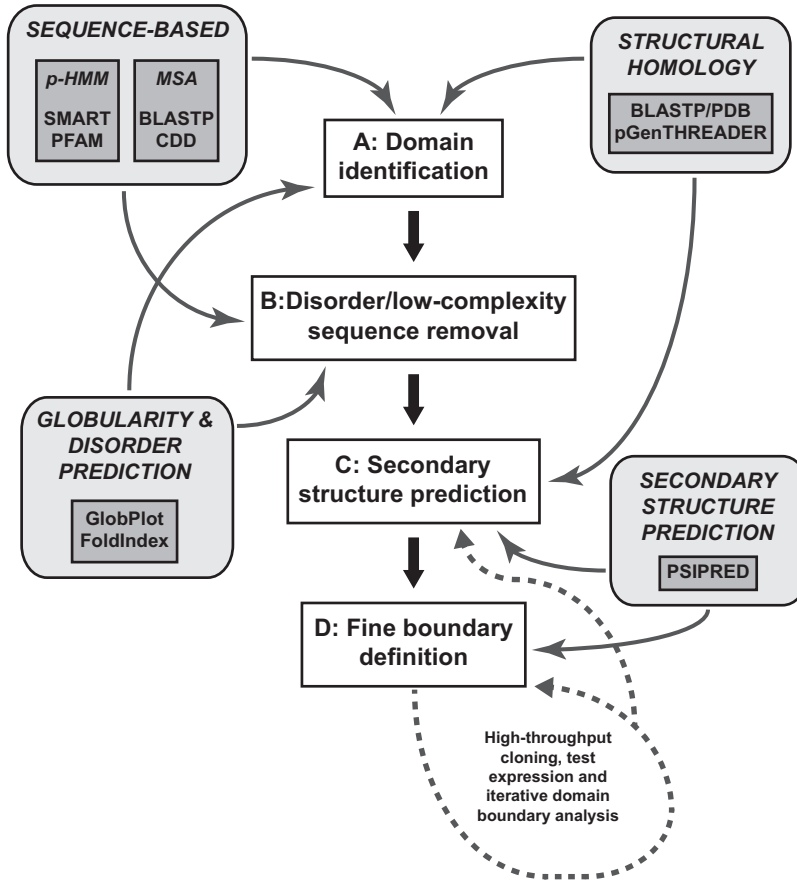 SEQUENCE-BASED
p-HMM
SMART
PFAM
MSA
BLASTP
CDD
STRUCTURAL
HOMOLOGY
BLASTP/PDB
pGenTHREADER
A: Domain
identification
B:Disorder/low-complexity
sequence removal
GLOBULARITY &
DISORDER
PREDICTION
GlobPlot
FoldIndex
C: Secondary
structure prediction
SECONDARY
STRUCTURE
PREDICTION
PSIPRED
D: Fine boundary
definition
High-throughput
cloning, test
expression and
iterative domain
boundary analysis